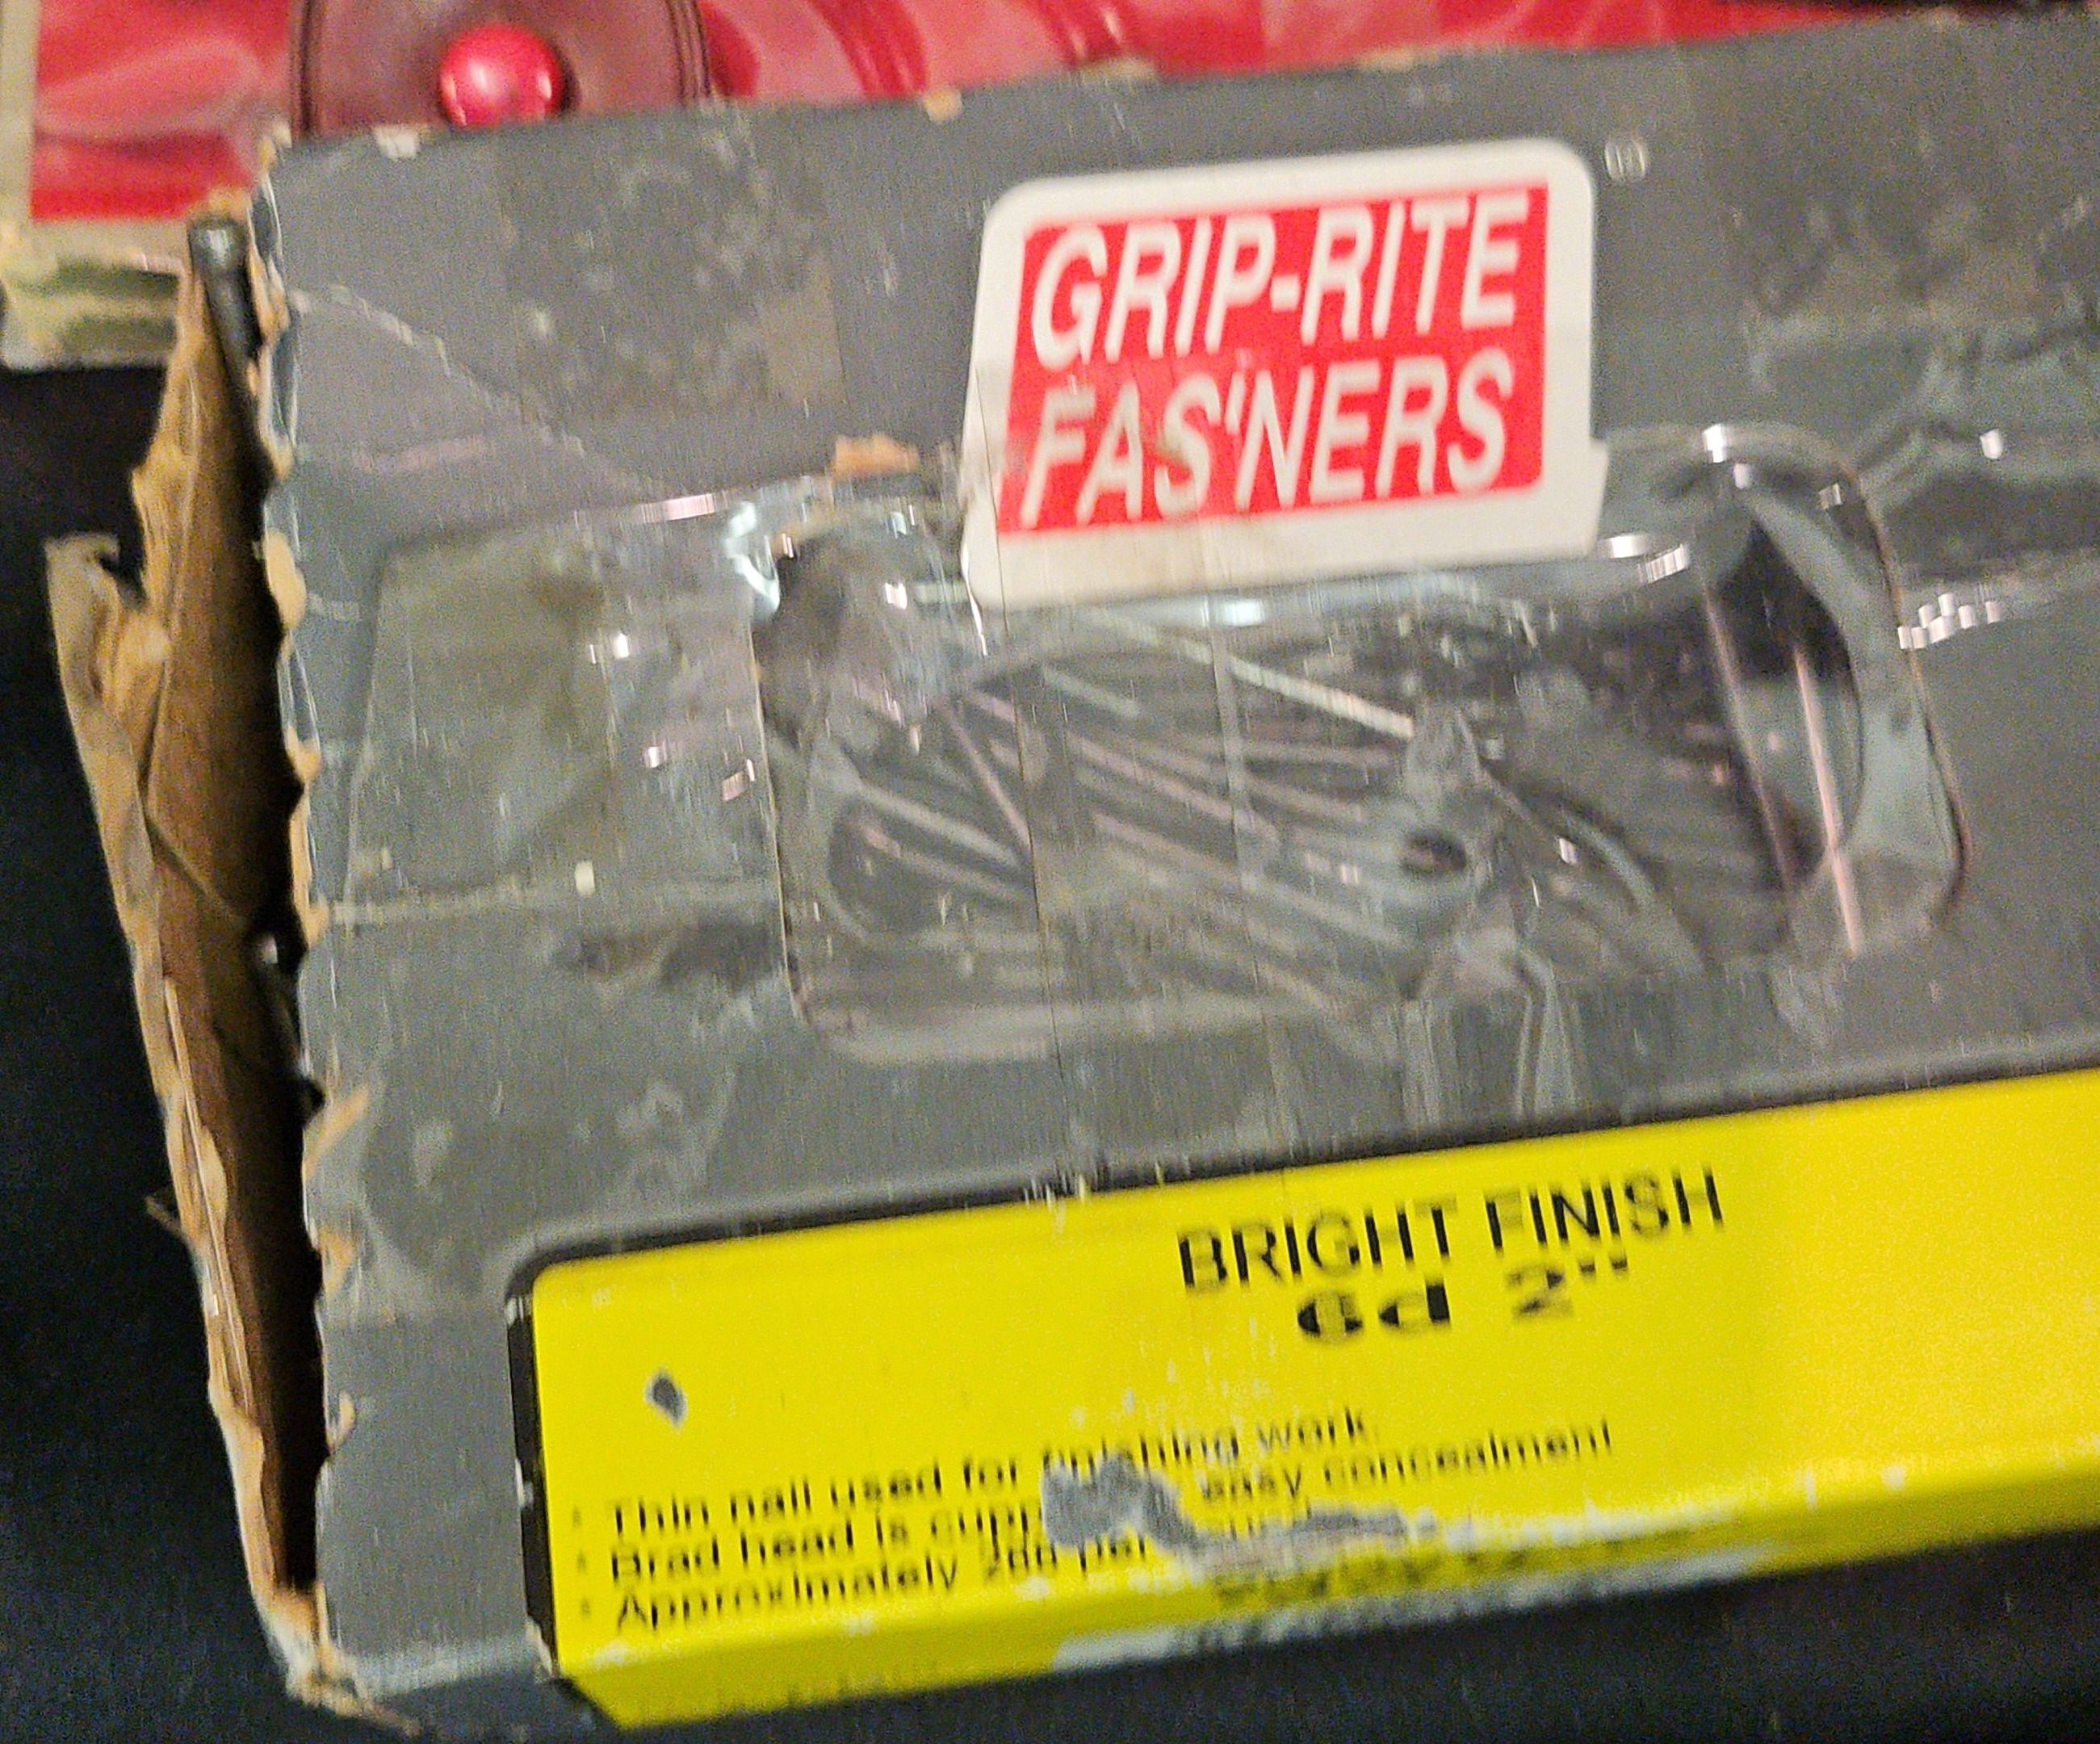 GRIP-RITE
FAS'NERS
BRIGHT FINISH
6d 2"
Thin nail used for finishing work.
Brad head is easy concealment
Approximately per